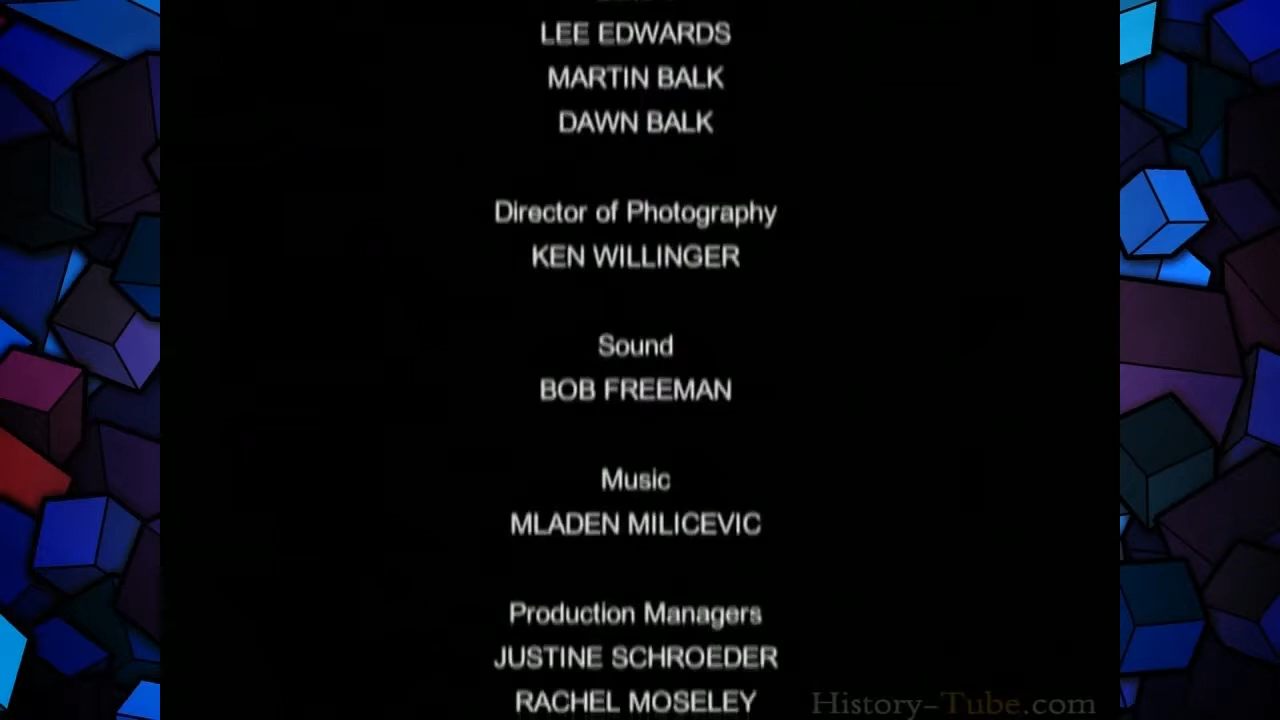 LEE EDWARDS
MARTIN BALK
DAWN BALK
Director of Photography
KEN WILLINGER
Sound
BOB FREEMAN
Music
MLADEN MILICEVIC
Production Managers
JUSTINE SCHROEDER
RACHEL MOSELEY
History-Tube.com